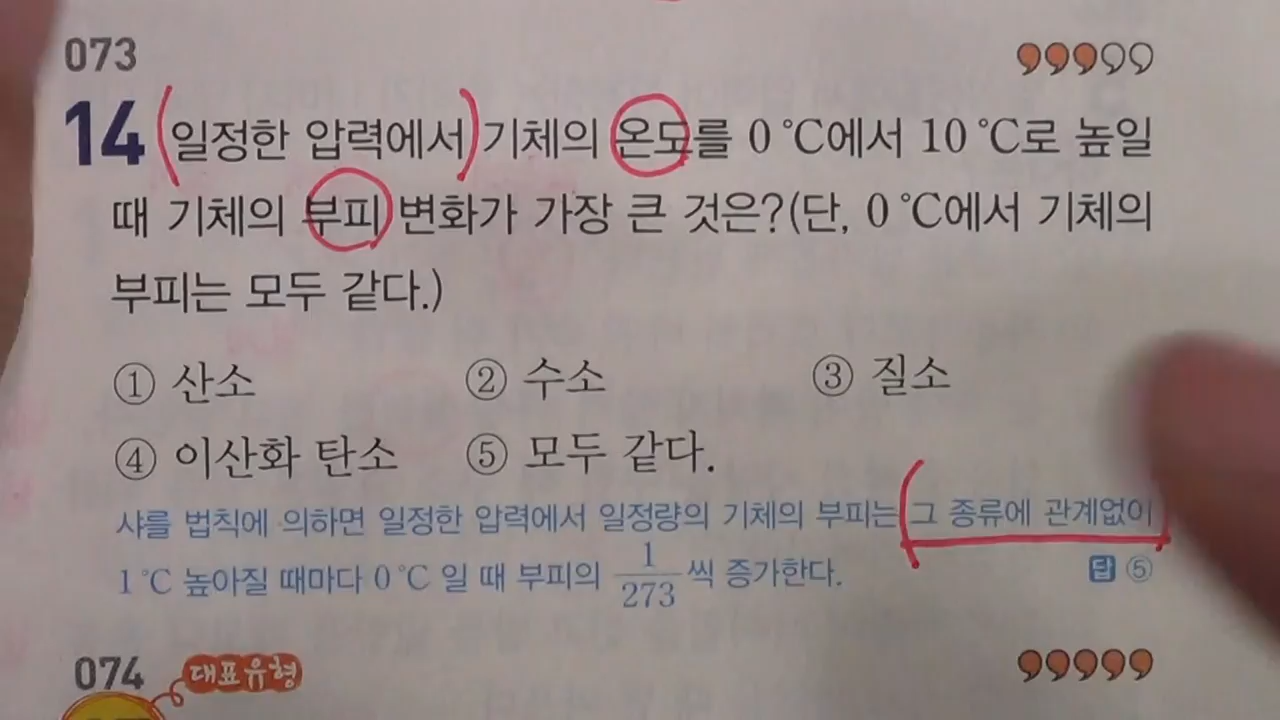 073
14 일정한 압력에서 기체의 온도를 0 ℃에서 10 ℃로 높일
때 기체의 부피 변화가 가장 큰 것은?(단, 0 ℃에서 기체의
부피는 모두 같다.)
① 산소 ② 수소 ③ 질소
④ 이산화 탄소 ⑤ 모두 같다.
샤를 법칙에 의하면 일정한 압력에서 일정량의 기체의 부피는 그 종류에 관계없이
1 ℃ 높아질 때마다 0 ℃ 일 때 부피의 1/273 씩 증가한다. 답 ⑤
074 대표유형